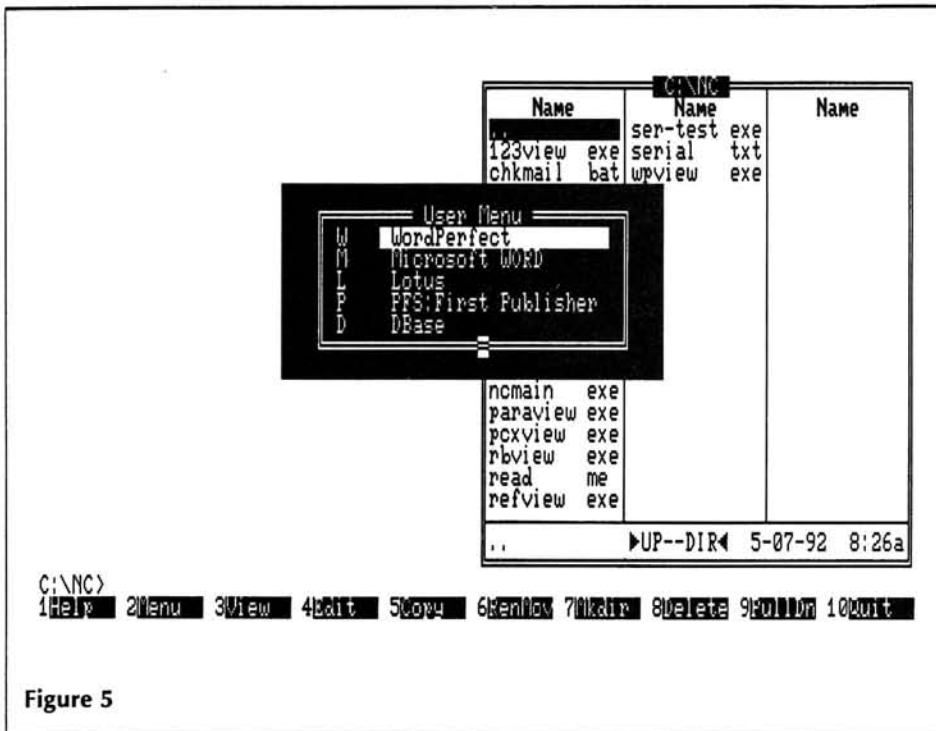 C:\NC
Name Name Name
.. ser-test exe
123view exe serial txt
chkmail bat wpview exe
User Menu
W WordPerfect
M Microsoft WORD
L Lotus
P PFS:First Publisher
D DBase
ncmain exe
paraview exe
pcxview exe
rbview exe
read me
refview exe
.. ►UP--DIR◄ 5-07-92 8:26a
C:\NC>
1Help 2Menu 3View 4Edit 5Copy 6RenMov 7Mkdir 8Delete 9PullDn 10Quit
Figure 5